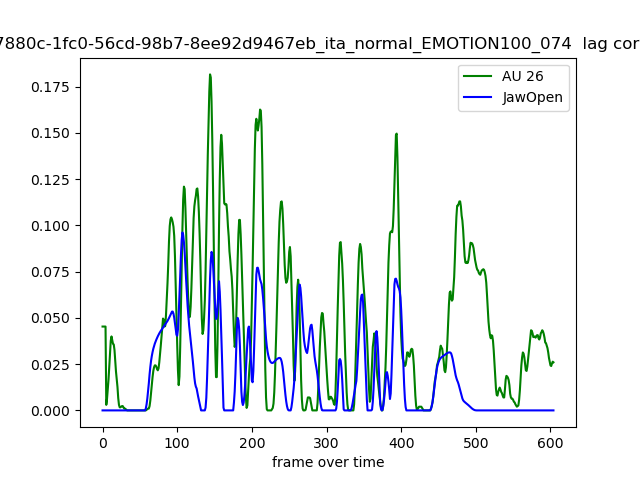 7880c-1fc0-56cd-98b7-8ee92d9467eb_ita_normal_EMOTION100_074 lag cor
AU 26
JawOpen
0.175
0.150
0.125
0.100
0.075
0.050
0.025
0.000
0 100 200 300 400 500 600
frame over time